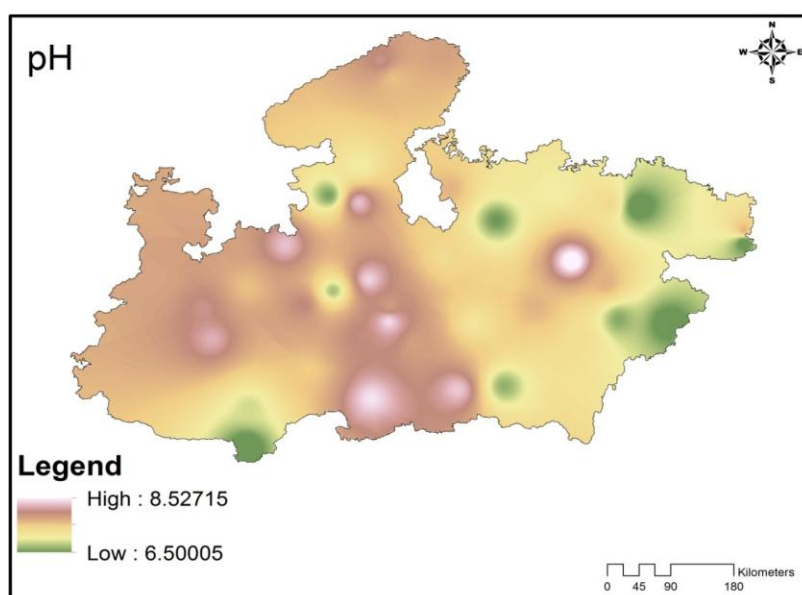 pH
N
W E
S
Legend
High : 8.52715
Low : 6.50005
Kilometers
0 45 90 180